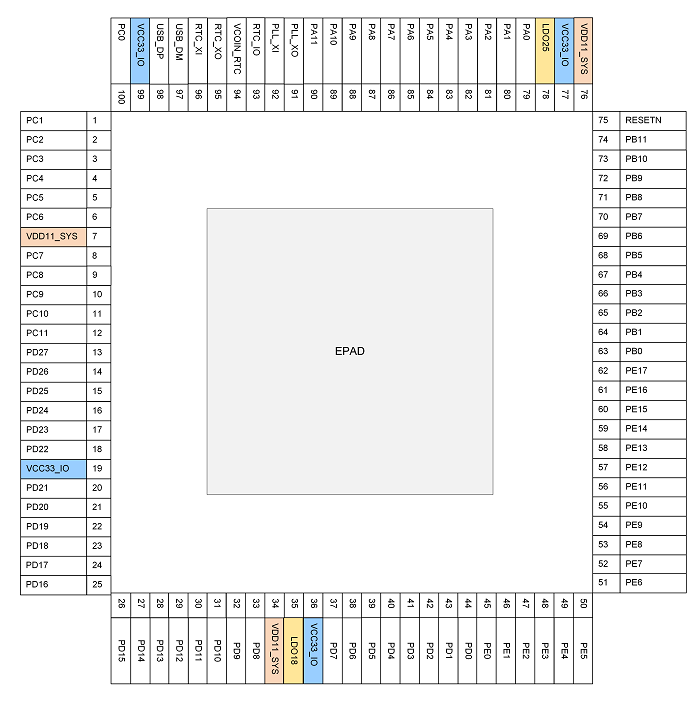 PC0 VCC33_IO USB_DP USB_DM RTC_XI RTC_XO VCOIN_RTC RTC_IO PLL_XI PLL_XO PA11 PA10 PA9 PA8 PA7 PA6 PA5 PA4 PA3 PA2 PA1 PA0 LDO25 VCC33_IO VDD11_SYS
100 99 98 97 96 95 94 93 92 91 90 89 88 87 86 85 84 83 82 81 80 79 78 77 76
PC1 1 75 RESETN
PC2 2 74 PB11
PC3 3 73 PB10
PC4 4 72 PB9
PC5 5 71 PB8
PC6 6 70 PB7
VDD11_SYS 7 69 PB6
PC7 8 68 PB5
PC8 9 67 PB4
PC9 10 66 PB3
PC10 11 65 PB2
PC11 12 64 PB1
PD27 13 63 PB0
EPAD
PD26 14 62 PE17
PD25 15 61 PE16
PD24 16 60 PE15
PD23 17 59 PE14
PD22 18 58 PE13
VCC33_IO 19 57 PE12
PD21 20 56 PE11
PD20 21 55 PE10
PD19 22 54 PE9
PD18 23 53 PE8
PD17 24 52 PE7
PD16 25 51 PE6
26 27 28 29 30 31 32 33 34 35 36 37 38 39 40 41 42 43 44 45 46 47 48 49 50
PD15 PD14 PD13 PD12 PD11 PD10 PD9 PD8 VDD11_SYS LDO18 VCC33_IO PD7 PD6 PD5 PD4 PD3 PD2 PD1 PD0 PE0 PE1 PE2 PE3 PE4 PE5